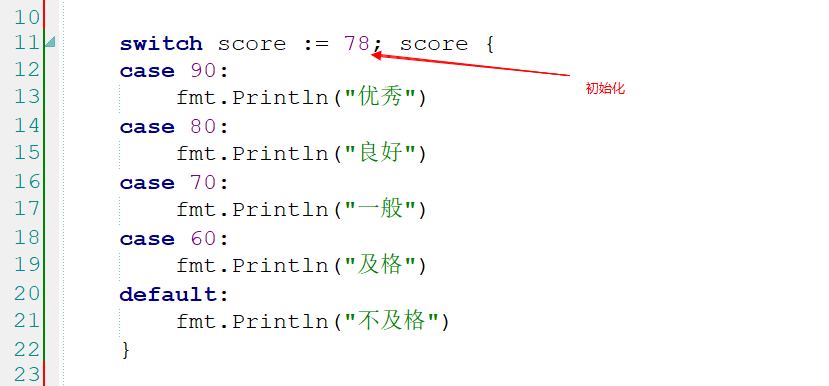 10
11 switch score := 78; score {
12 case 90:
初始化
13 fmt.Println("优秀")
14 case 80:
15 fmt.Println("良好")
16 case 70:
17 fmt.Println("一般")
18 case 60:
19 fmt.Println("及格")
20 default:
21 fmt.Println("不及格")
22 }
23